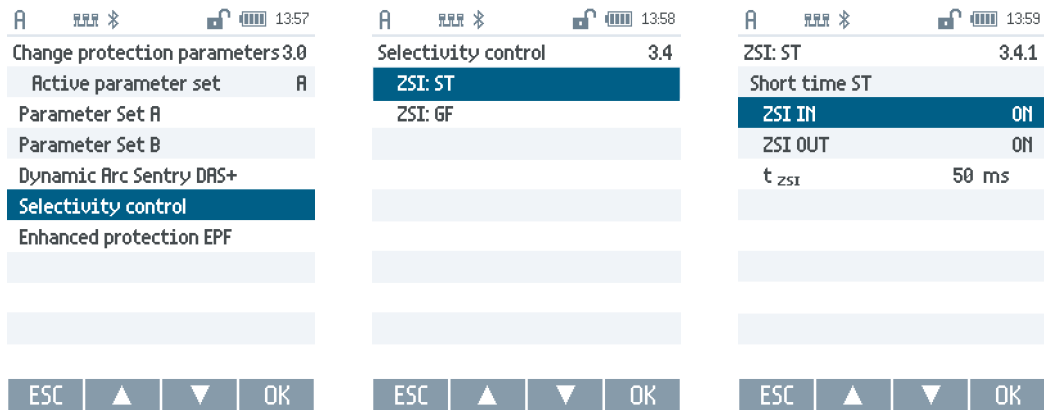 A 13:57
Change protection parameters 3.0
Active parameter set A
Parameter Set A
Parameter Set B
Dynamic Arc Sentry DAS+
Selectivity control
Enhanced protection EPF
ESC OK
A 13:58
Selectivity control 3.4
ZSI: ST
ZSI: GF
ESC OK
A 13:59
ZSI: ST 3.4.1
Short time ST
ZSI IN ON
ZSI OUT ON
t ZSI 50 ms
ESC OK